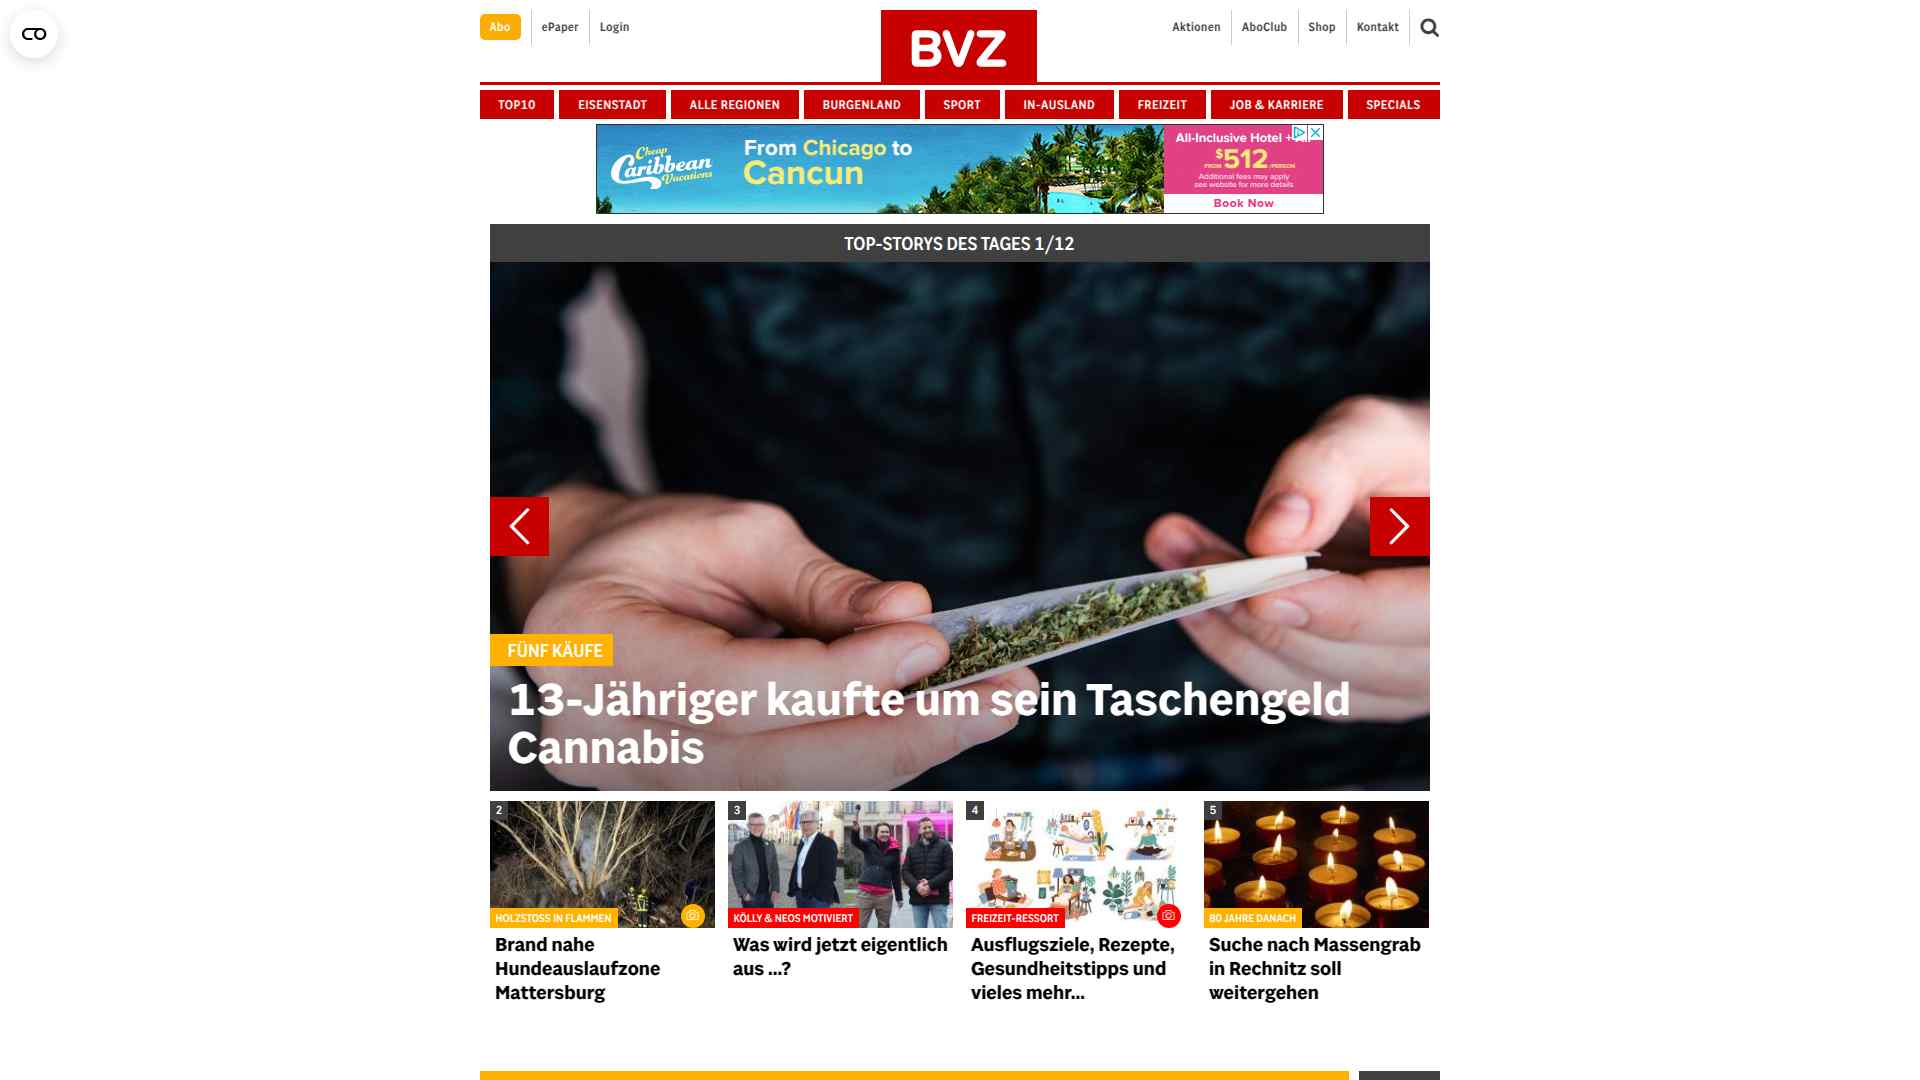 Abo
ePaper
Login
BVZ
Aktionen
AboClub
Shop
Kontakt
TOP10
EISENSTADT
ALLE REGIONEN
BURGENLAND
SPORT
IN-AUSLAND
FREIZEIT
JOB & KARRIERE
SPECIALS
Cheap
Caribbean
Vacations
From Chicago to
Cancun
All-Inclusive Hotel +
FROM $512 /PERSON
Additional fees may apply
see website for more details
Book Now
TOP-STORYS DES TAGES 1/12
FÜNF KÄUFE
13-Jähriger kaufte um sein Taschengeld
Cannabis
2
HOLZSTOSS IN FLAMMEN
Brand nahe
Hundeauslaufzone
Mattersburg
3
KÖLLY & NEOS MOTIVIERT
Was wird jetzt eigentlich
aus ...?
4
FREIZEIT-RESSORT
Ausflugsziele, Rezepte,
Gesundheitstipps und
vieles mehr...
5
80 JAHRE DANACH
Suche nach Massengrab
in Rechnitz soll
weitergehen